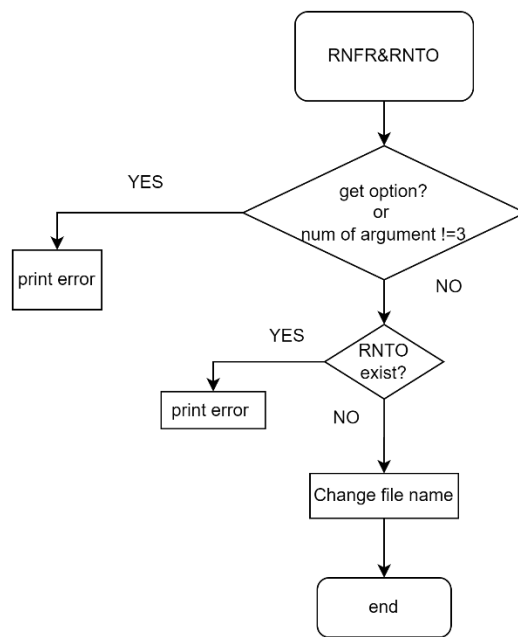 RNFR&RNTO
YES
get option?
or
num of argument !=3
print error
NO
YES
RNTO
exist?
print error
NO
Change file name
end